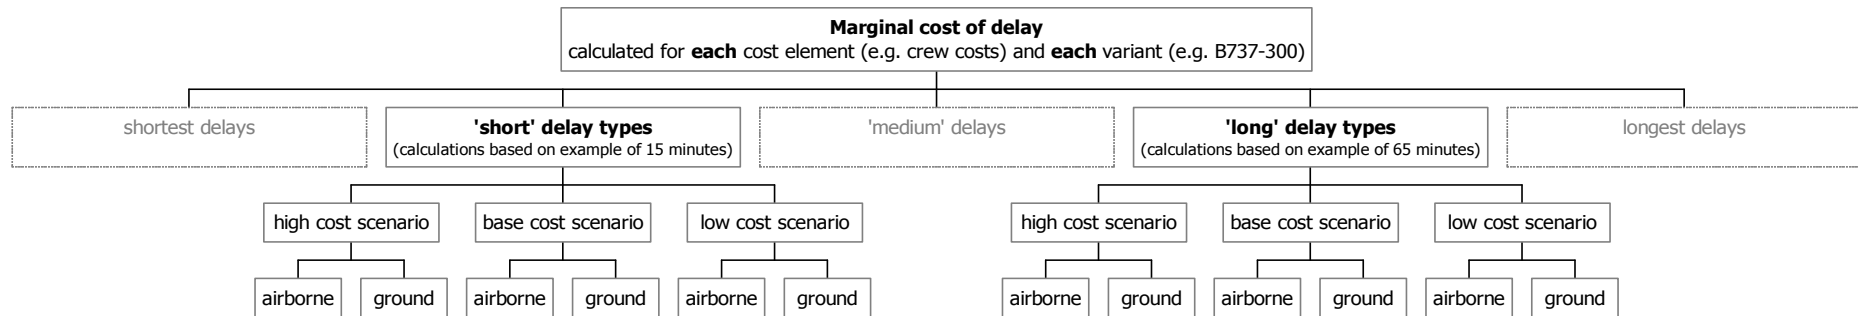 Marginal cost of delay
calculated for each cost element (e.g. crew costs) and each variant (e.g. B737-300)
shortest delays
'short' delay types
(calculations based on example of 15 minutes)
'medium' delays
'long' delay types
(calculations based on example of 65 minutes)
longest delays
high cost scenario
base cost scenario
low cost scenario
high cost scenario
base cost scenario
low cost scenario
airborne
ground
airborne
ground
airborne
ground
airborne
ground
airborne
ground
airborne
ground